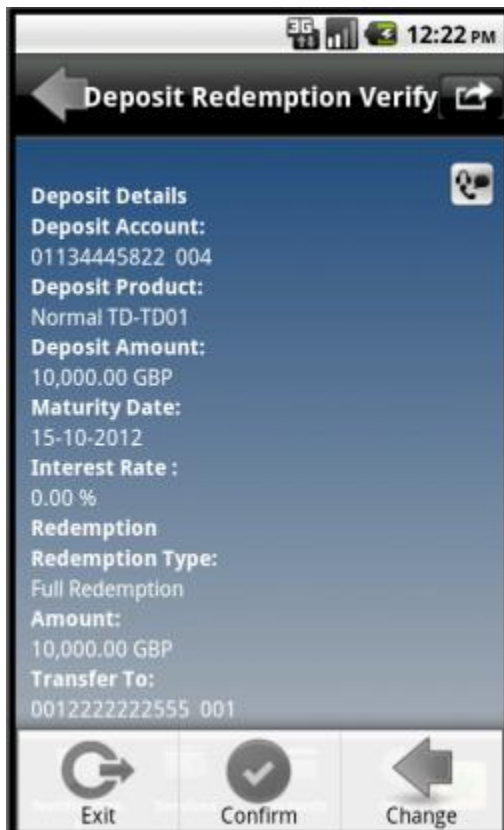 3G
12:22 PM
Deposit Redemption Verify
Deposit Details
Deposit Account:
01134445822 004
Deposit Product:
Normal TD-TD01
Deposit Amount:
10,000.00 GBP
Maturity Date:
15-10-2012
Interest Rate :
0.00 %
Redemption
Redemption Type:
Full Redemption
Amount:
10,000.00 GBP
Transfer To:
0012222222555 001
Exit
Confirm
Change